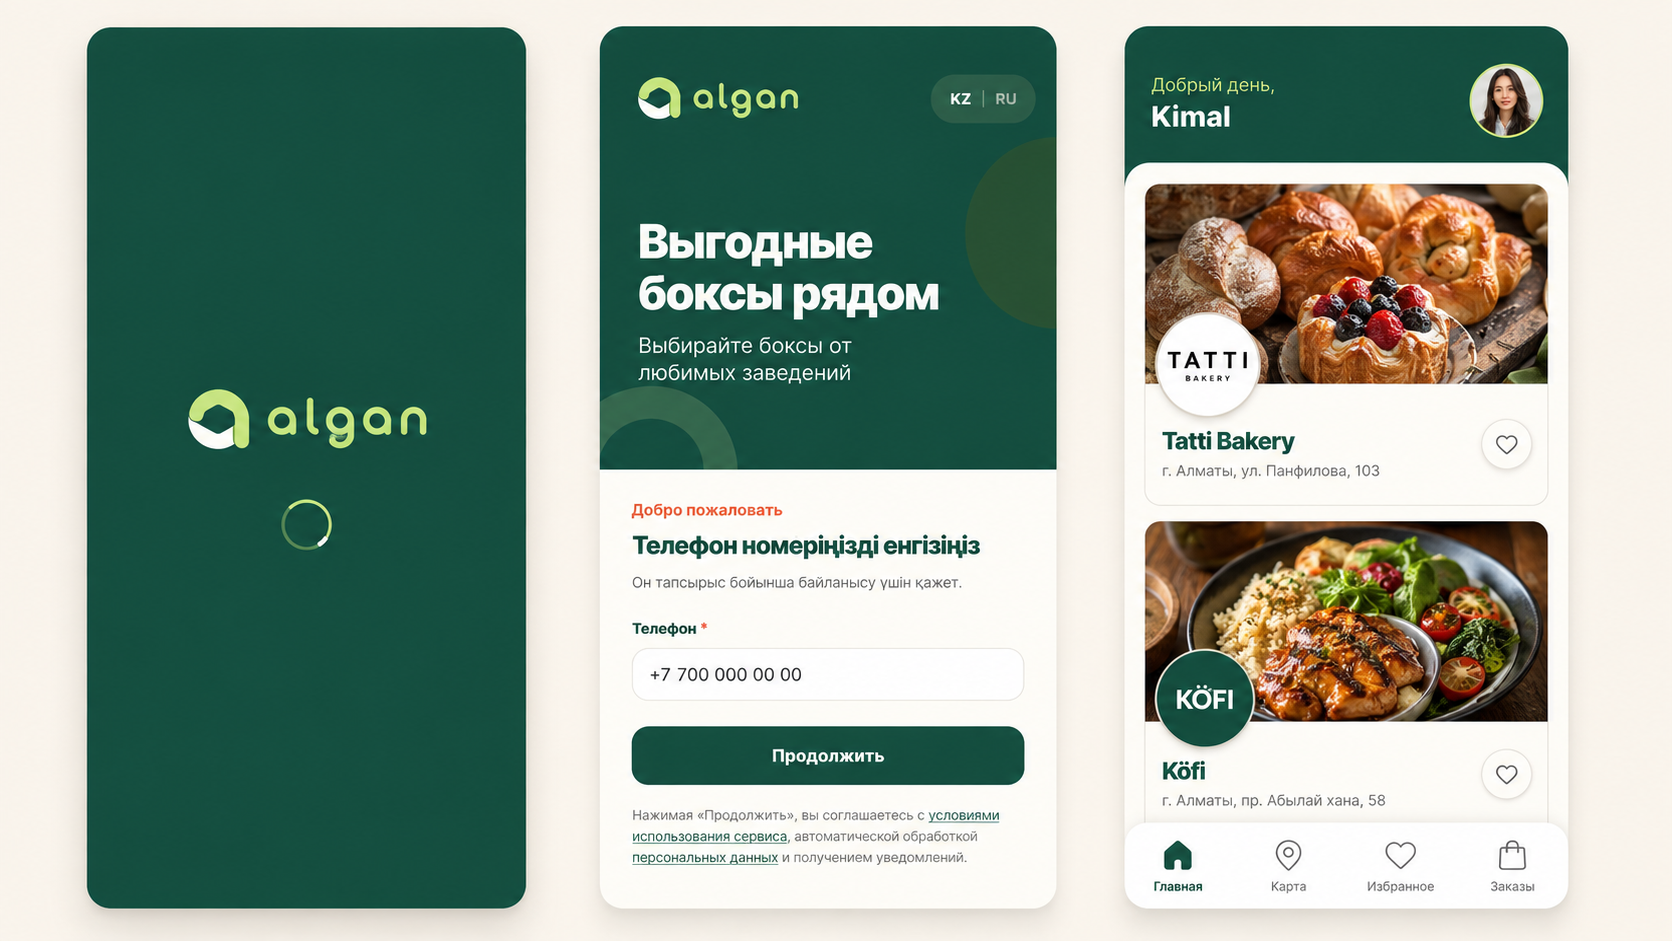 algan
algan
KZ | RU
Выгодные
боксы рядом
Выбирайте боксы от
любимых заведений
Добро пожаловать
Телефон номеріңізді енгізіңіз
Он тапсырыс бойынша байланысу үшін қажет.
Телефон *
+7 700 000 00 00
Продолжить
Нажимая «Продолжить», вы соглашаетесь с условиями
использования сервиса, автоматической обработкой
персональных данных и получением уведомлений.
Добрый день,
Kimal
TATTI
BAKERY
Tatti Bakery
г. Алматы, ул. Панфилова, 103
KÖFI
Köfi
г. Алматы, пр. Абылай хана, 58
Главная
Карта
Избранное
Заказы